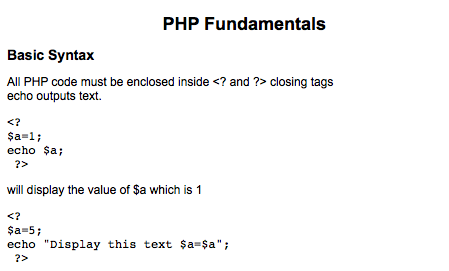 PHP Fundamentals
Basic Syntax
All PHP code must be enclosed inside <? and ?> closing tags
echo outputs text.
<?
$a=1;
echo $a;
?>
will display the value of $a which is 1
<?
$a=5;
echo "Display this text $a=$a";
?>